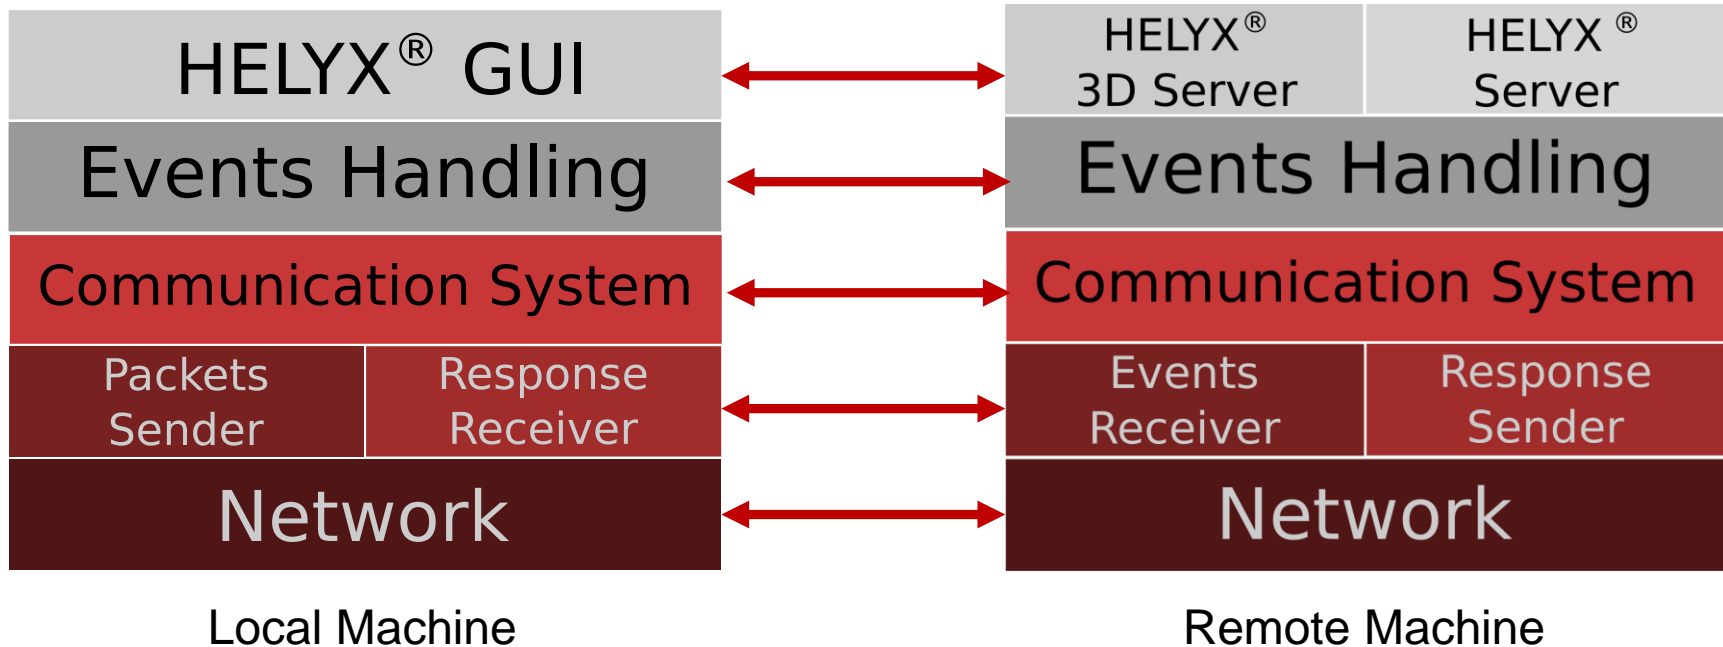 HELYX® GUI
Events Handling
Communication System
Packets
Sender
Response
Receiver
Network
Local Machine
HELYX®
3D Server
HELYX ®
Server
Events Handling
Communication System
Events
Receiver
Response
Sender
Network
Remote Machine